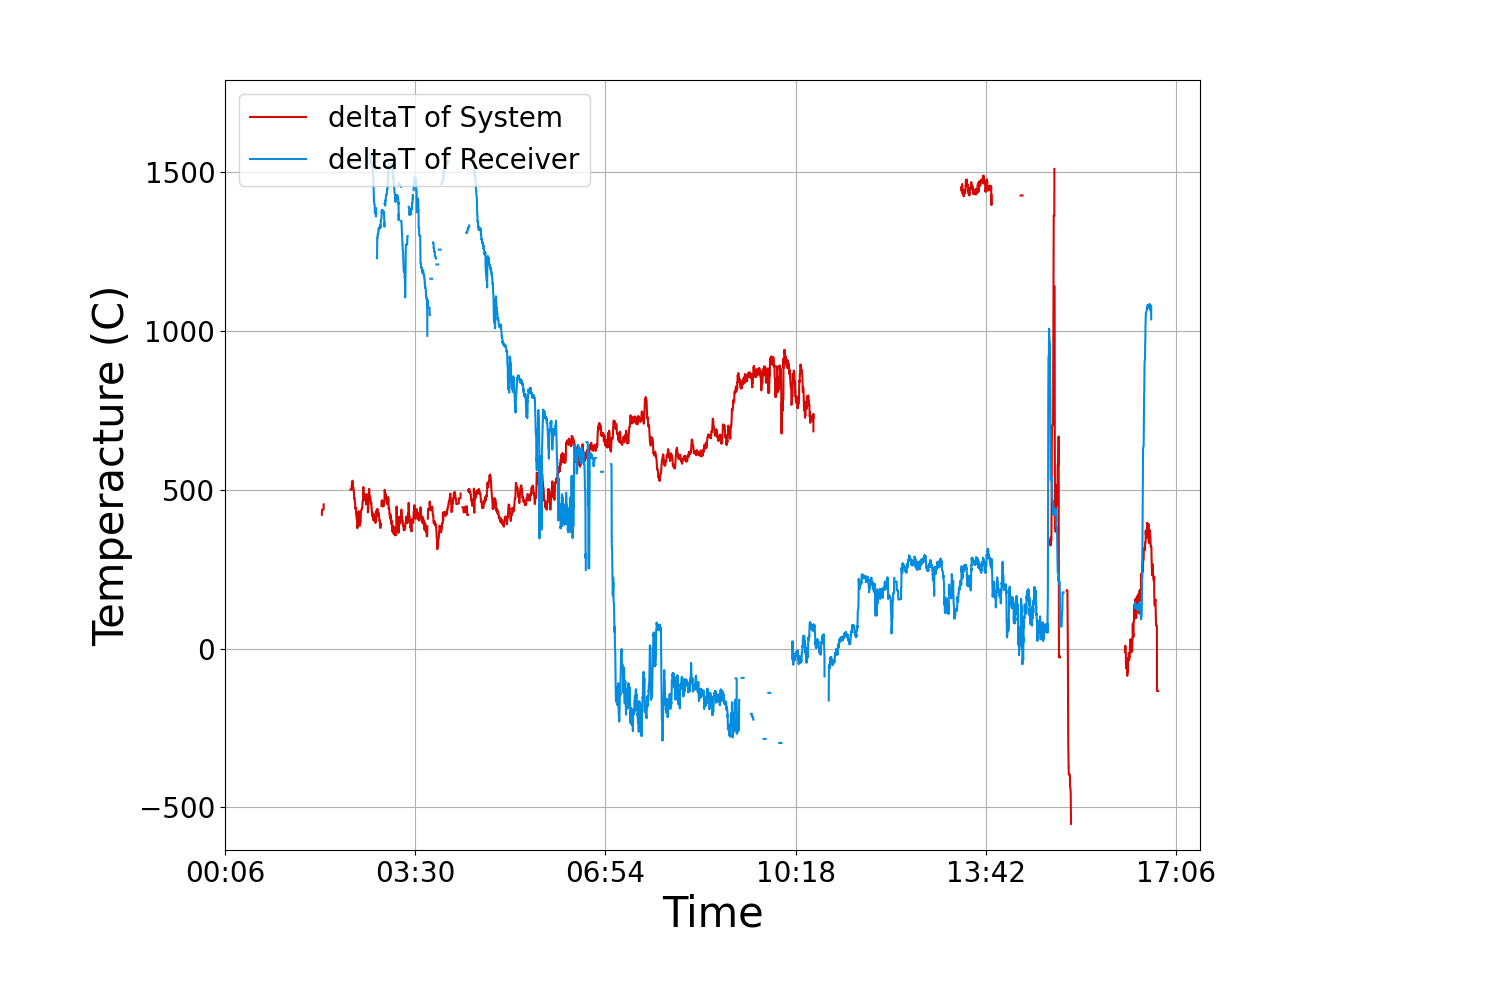 deltaT of System
deltaT of Receiver
1500
1000
500
0
−500
Temperacture (C)
00:06 03:30 06:54 10:18 13:42 17:06
Time